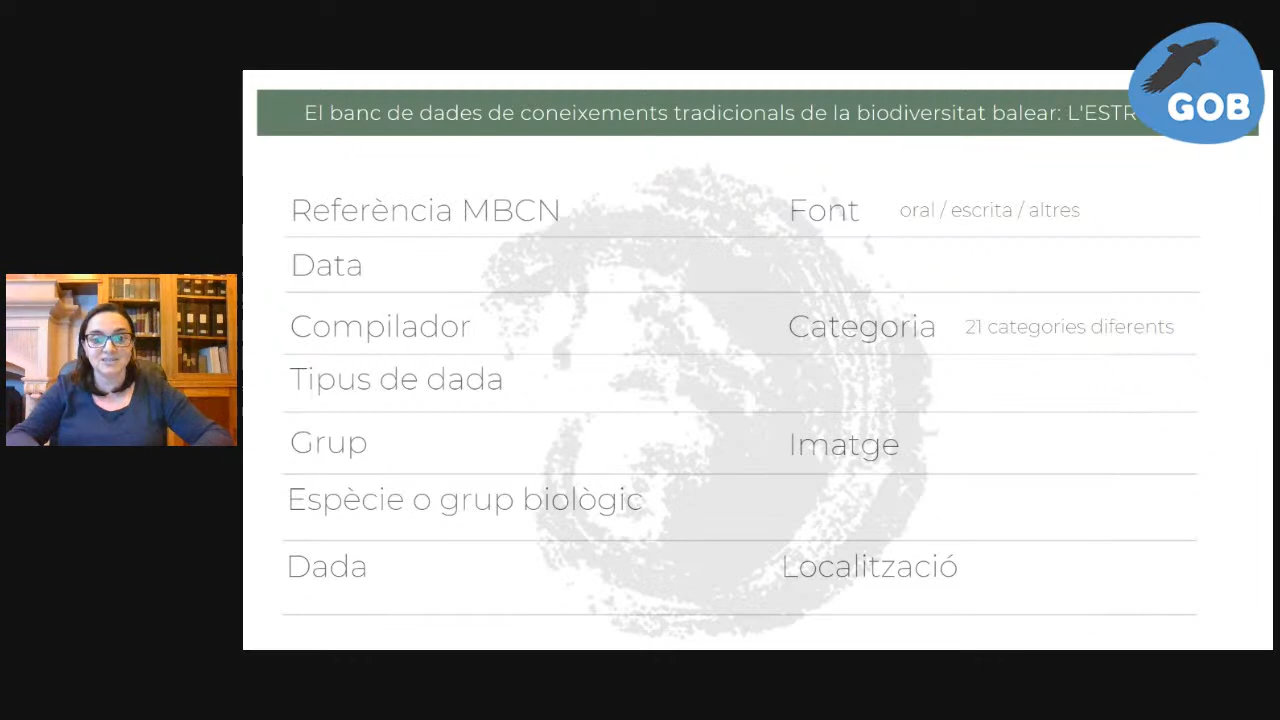 El banc de dades de coneixements tradicionals de la biodiversitat balear: L'ESTR
GOB
Referència MBCN
Font oral / escrita / altres
Data
Compilador
Categoria 21 categories diferents
Tipus de dada
Grup
Imatge
Espècie o grup biològic
Dada
Localització